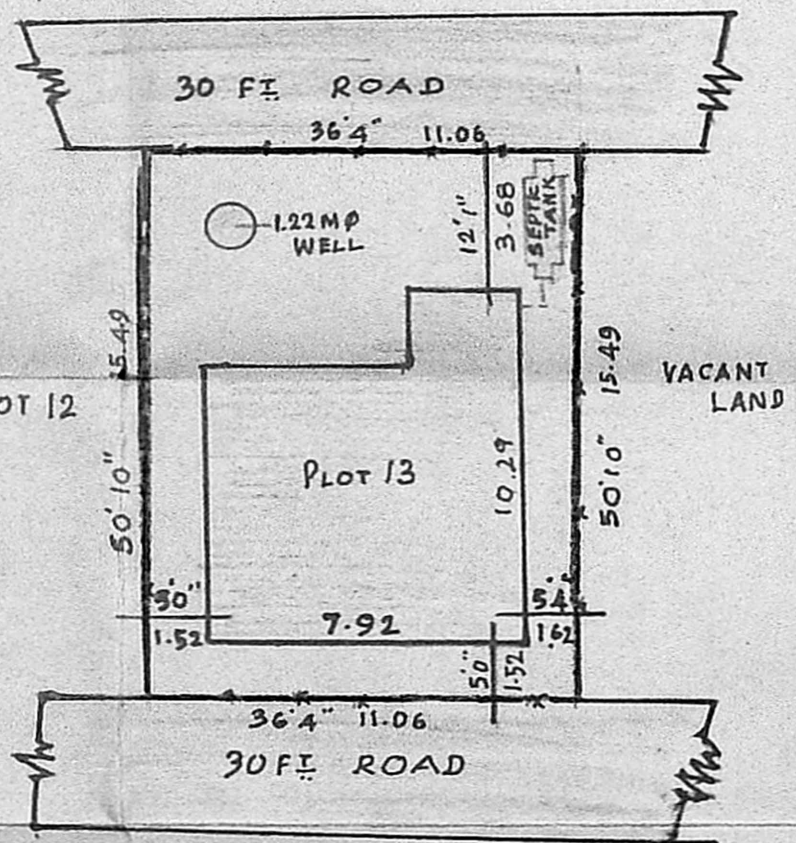 30 FT ROAD
36'4" 11.06
1.22MØ
WELL
12'1"
3.68
SEPTIC
TANK
15.49
50'10"
OT 12
PLOT 13
10.29
15.49
50'10"
VACANT
LAND
5'0"
1.52
7.92
5'4"
1.62
5'0"
1.52
36'4" 11.06
30 FT ROAD